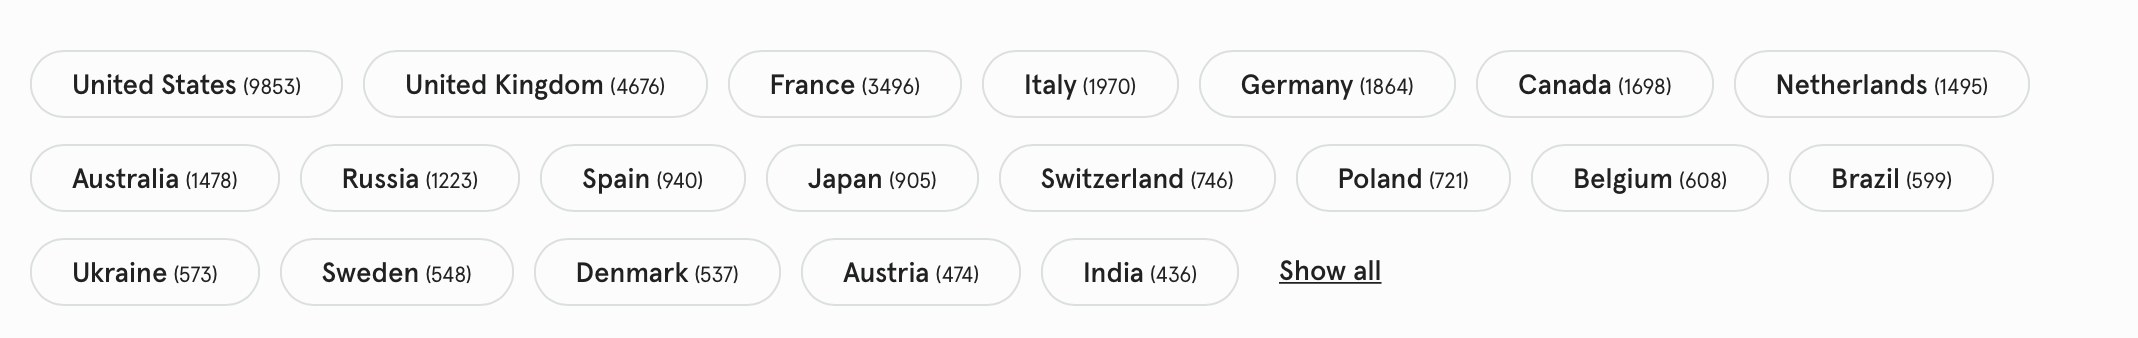 United States (9853) United Kingdom (4676) France (3496) Italy (1970) Germany (1864) Canada (1698) Netherlands (1495)
Australia (1478) Russia (1223) Spain (940) Japan (905) Switzerland (746) Poland (721) Belgium (608) Brazil (599)
Ukraine (573) Sweden (548) Denmark (537) Austria (474) India (436) Show all